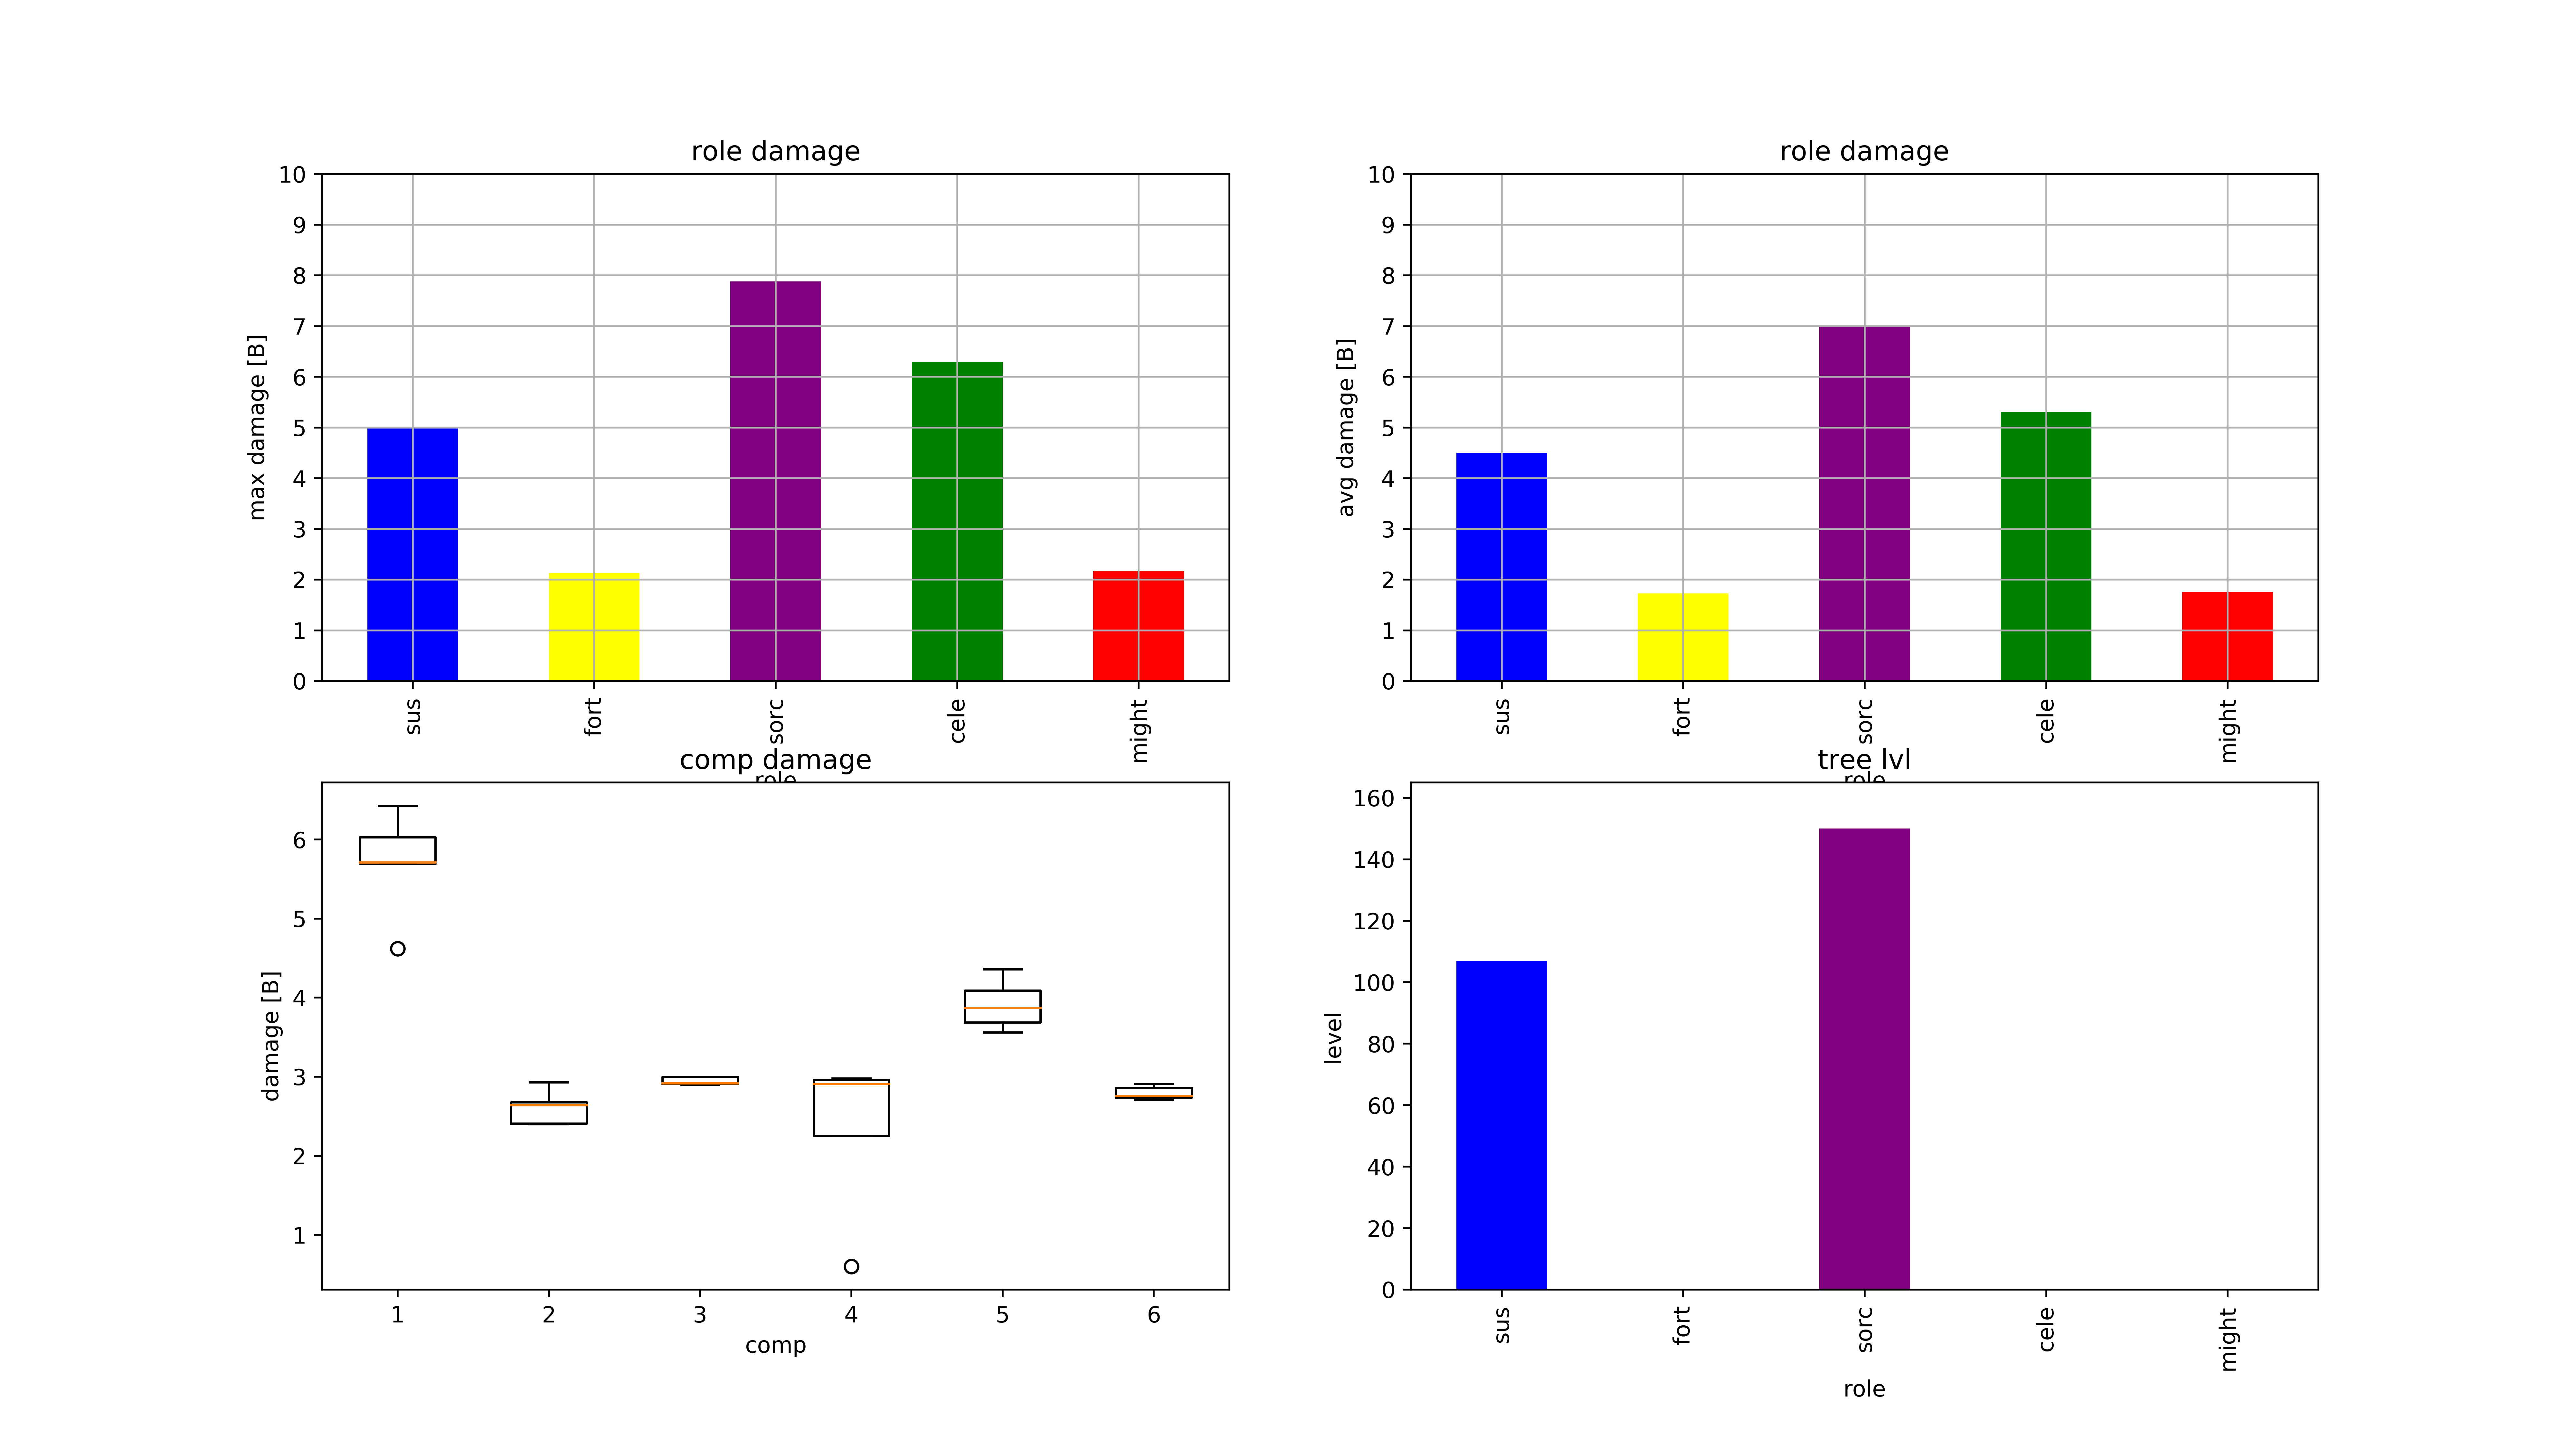 role damage
10
9
8
7
6
5
4
3
2
1
0
max damage [B]
sus
fort
sorc
cele
might
role
role damage
10
9
8
7
6
5
4
3
2
1
0
avg damage [B]
sus
fort
sorc
cele
might
role
comp damage
6
5
4
3
2
1
damage [B]
1 2 3 4 5 6
comp
tree lvl
160
140
120
100
80
60
40
20
0
level
sus
fort
sorc
cele
might
role